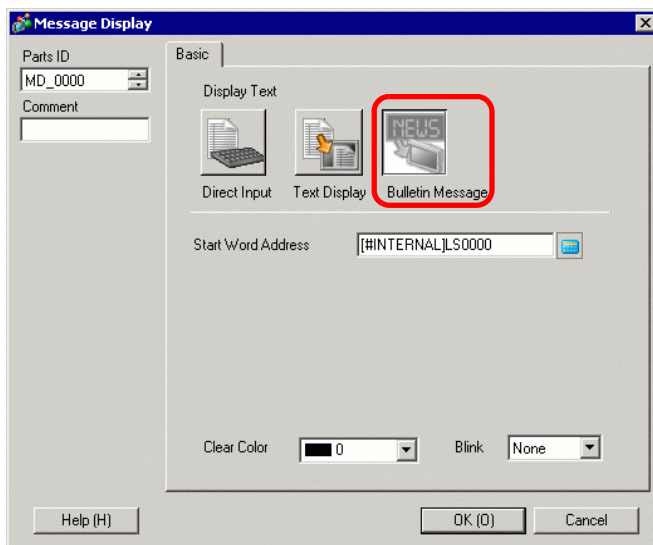 Message Display
Parts ID
MD_0000
Comment
Basic
Display Text
NEWS
Direct Input Text Display Bulletin Message
Start Word Address [#INTERNAL]LS0000
Clear Color 0 Blink None
Help (H) OK (O) Cancel